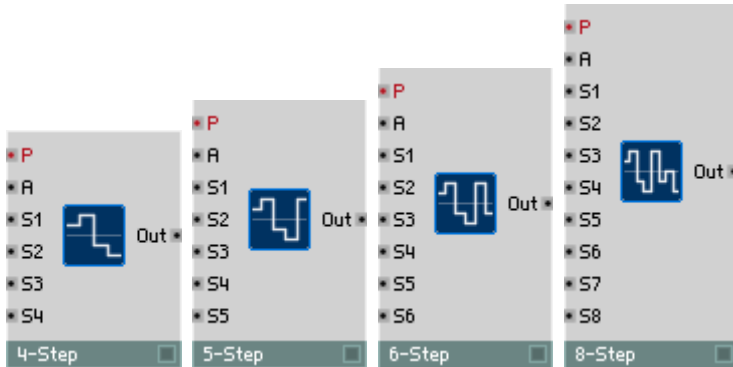 P
A
S1
S2
S3
S4
Out
4-Step
P
A
S1
S2
S3
S4
S5
Out
5-Step
P
A
S1
S2
S3
S4
S5
S6
Out
6-Step
P
A
S1
S2
S3
S4
S5
S6
S7
S8
Out
8-Step